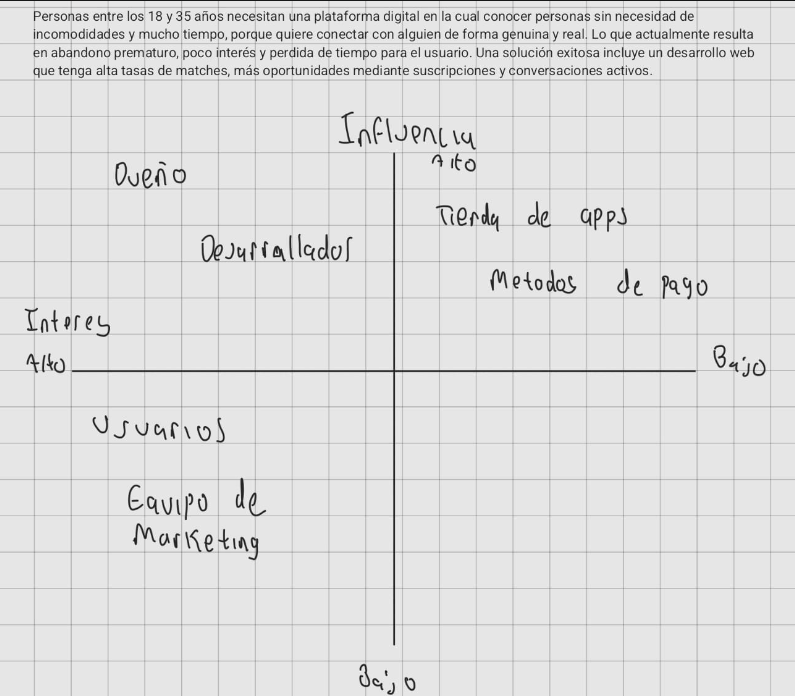 Personas entre los 18 y 35 años necesitan una plataforma digital en la cual conocer personas sin necesidad de
incomodidades y mucho tiempo, porque quiere conectar con alguien de forma genuina y real. Lo que actualmente resulta
en abandono prematuro, poco interés y perdida de tiempo para el usuario. Una solución exitosa incluye un desarrollo web
que tenga alta tasas de matches, más oportunidades mediante suscripciones y conversaciones activos.
Influencia
Alto
Dueño
Tienda de apps
Desarrallador
Metodos de pago
Interes
Alto
Bajo
Usuarios
Equipo de
Marketing
Bajo